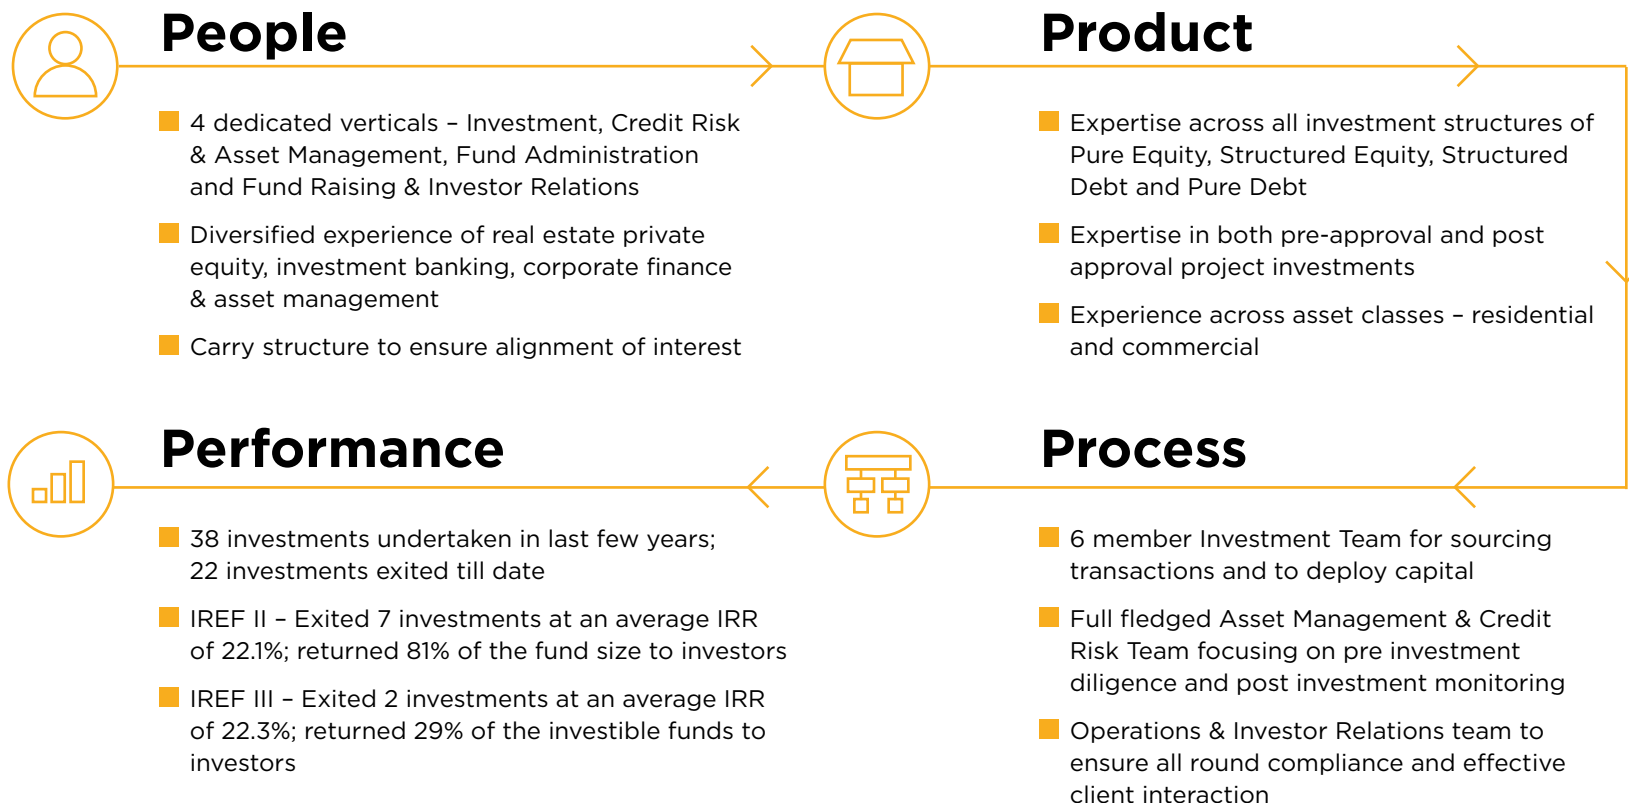 People
4 dedicated verticals – Investment, Credit Risk
& Asset Management, Fund Administration
and Fund Raising & Investor Relations
Diversified experience of real estate private
equity, investment banking, corporate finance
& asset management
Carry structure to ensure alignment of interest
Product
Expertise across all investment structures of
Pure Equity, Structured Equity, Structured
Debt and Pure Debt
Expertise in both pre-approval and post
approval project investments
Experience across asset classes – residential
and commercial
Process
6 member Investment Team for sourcing
transactions and to deploy capital
Full fledged Asset Management & Credit
Risk Team focusing on pre investment
diligence and post investment monitoring
Operations & Investor Relations team to
ensure all round compliance and effective
client interaction
Performance
38 investments undertaken in last few years;
22 investments exited till date
IREF II – Exited 7 investments at an average IRR
of 22.1%; returned 81% of the fund size to investors
IREF III – Exited 2 investments at an average IRR
of 22.3%; returned 29% of the investible funds to
investors